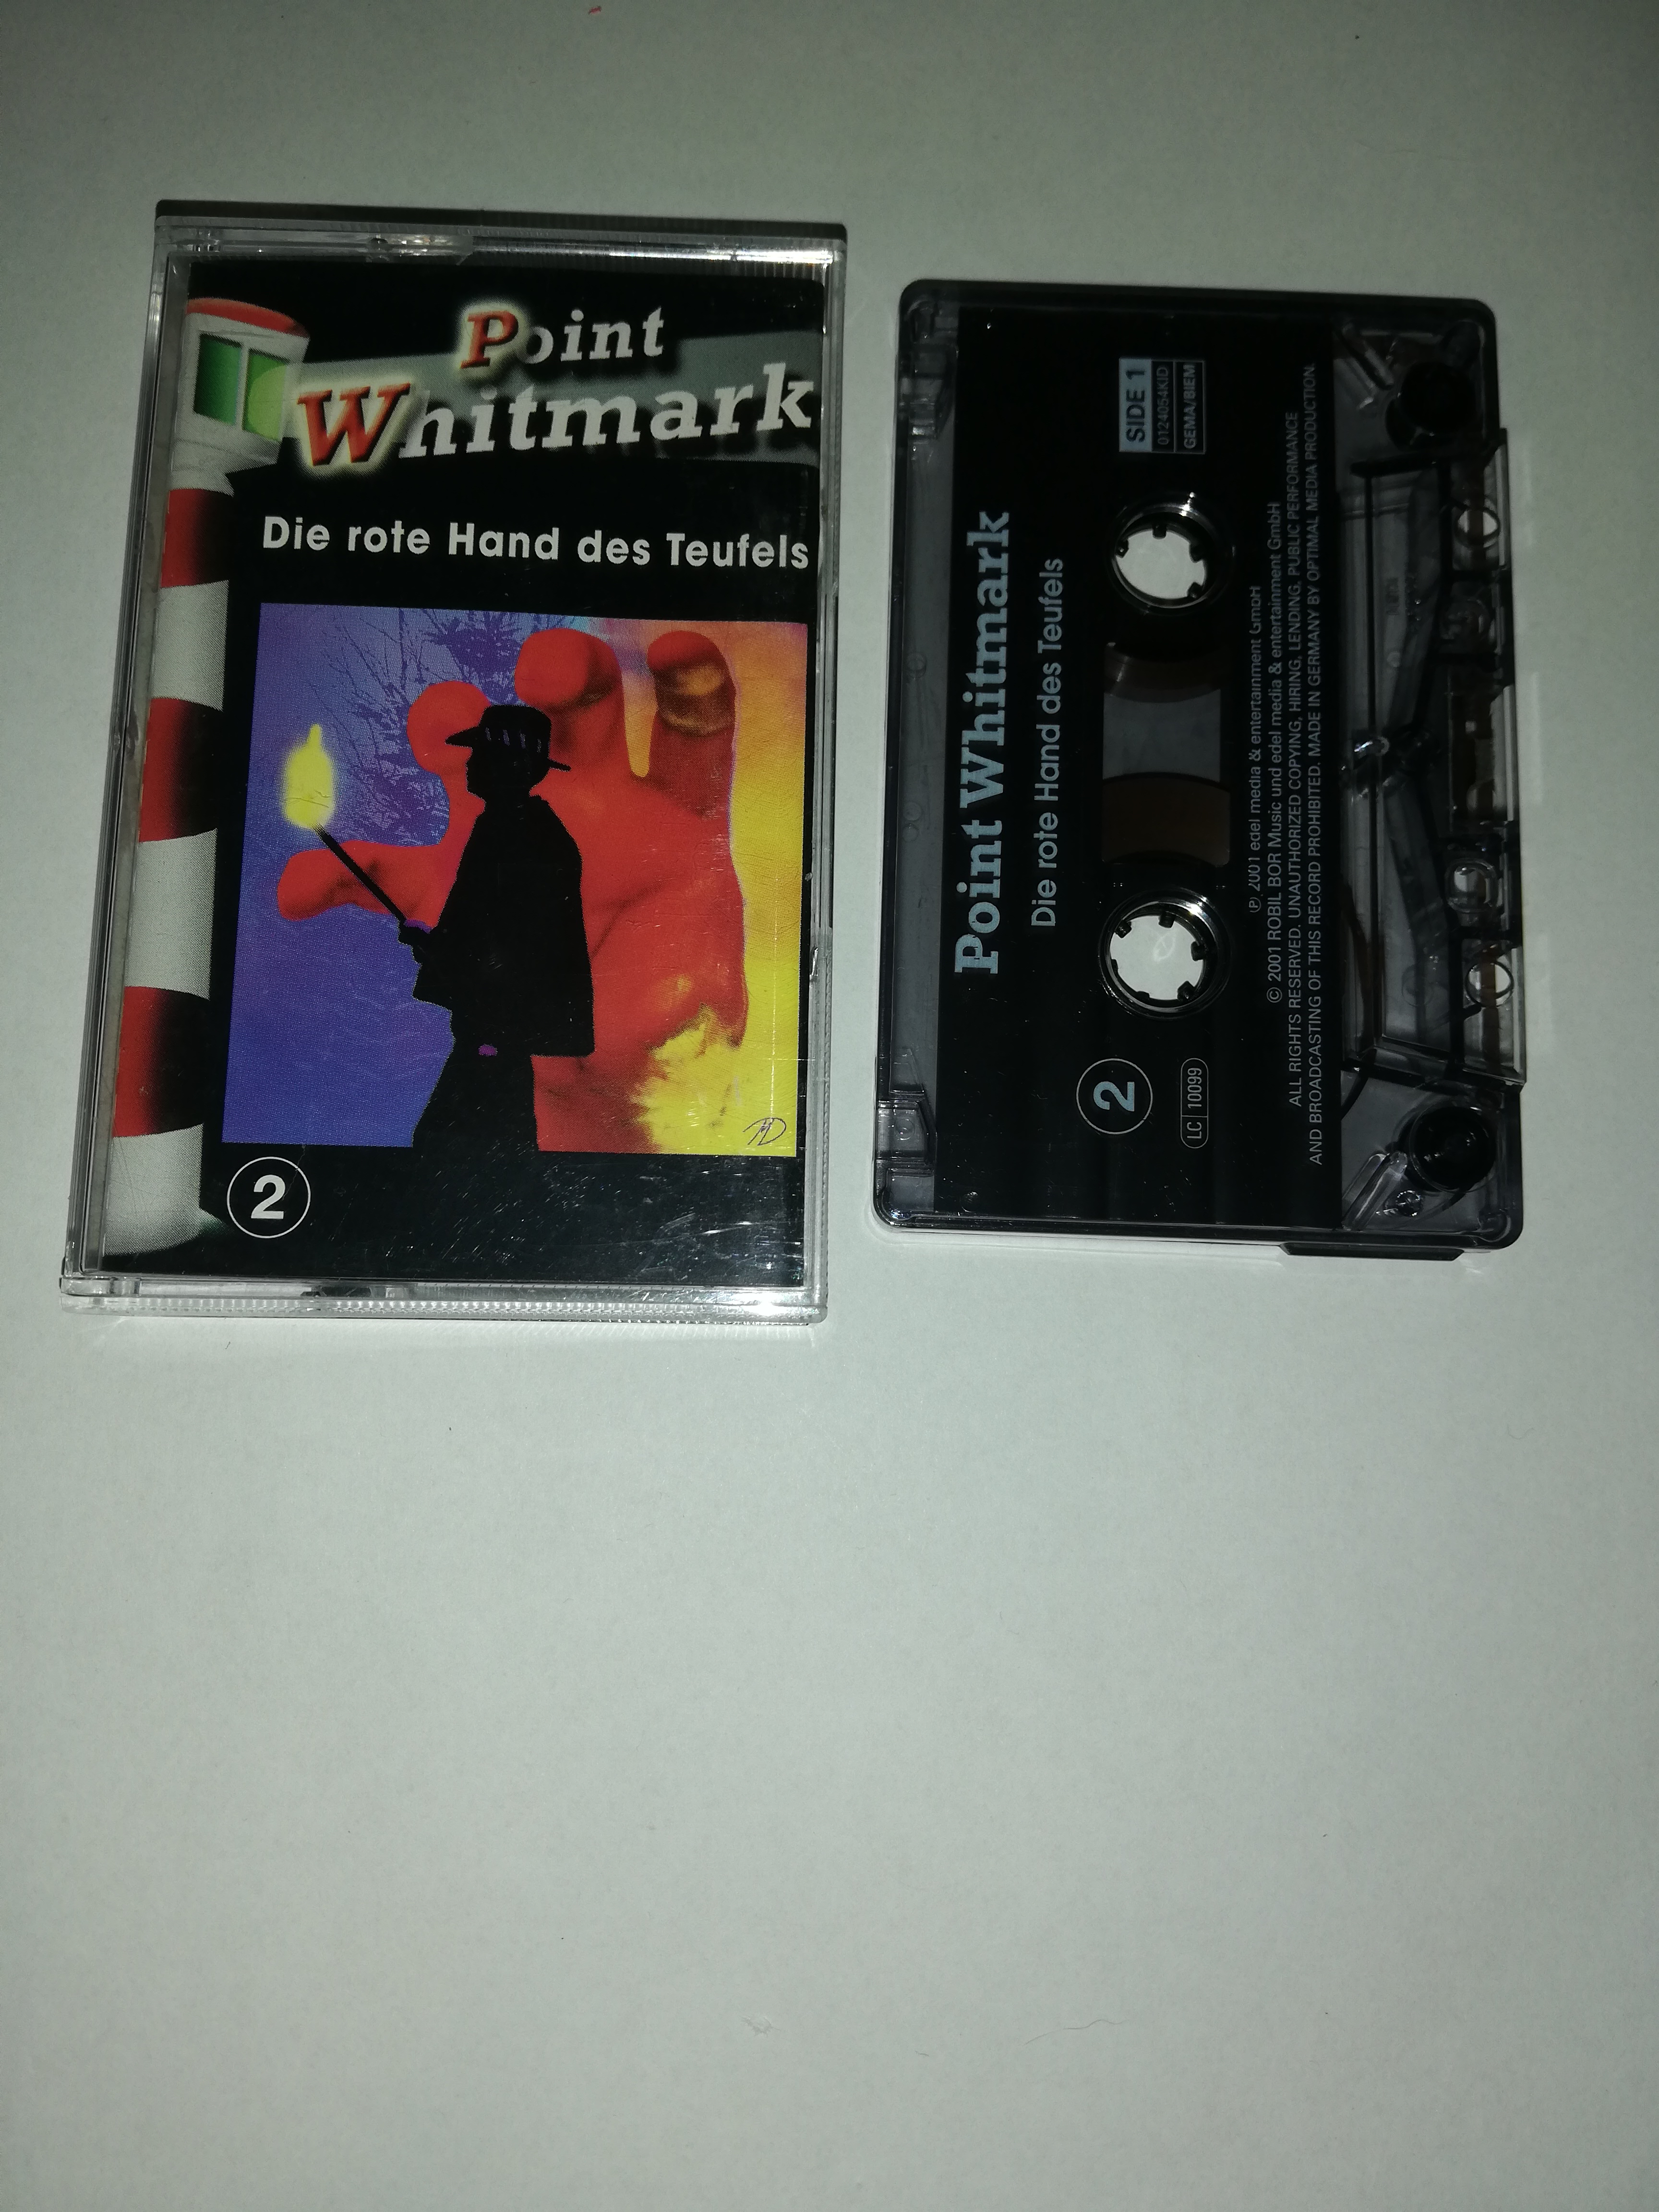 Point
Whitmark
Die rote Hand des Teufels
2
Point Whitmark
Die rote Hand des Teufels
2
SIDE 1
0124054KID
GEMA/BIEM
LC 10099
℗ 2001 edel media & entertainment GmbH
© 2001 ROBIL BOR Music und edel media & entertainment GmbH
ALL RIGHTS RESERVED. UNAUTHORIZED COPYING, HIRING, LENDING, PUBLIC PERFORMANCE
AND BROADCASTING OF THIS RECORD PROHIBITED. MADE IN GERMANY BY OPTIMAL MEDIA PRODUCTION.